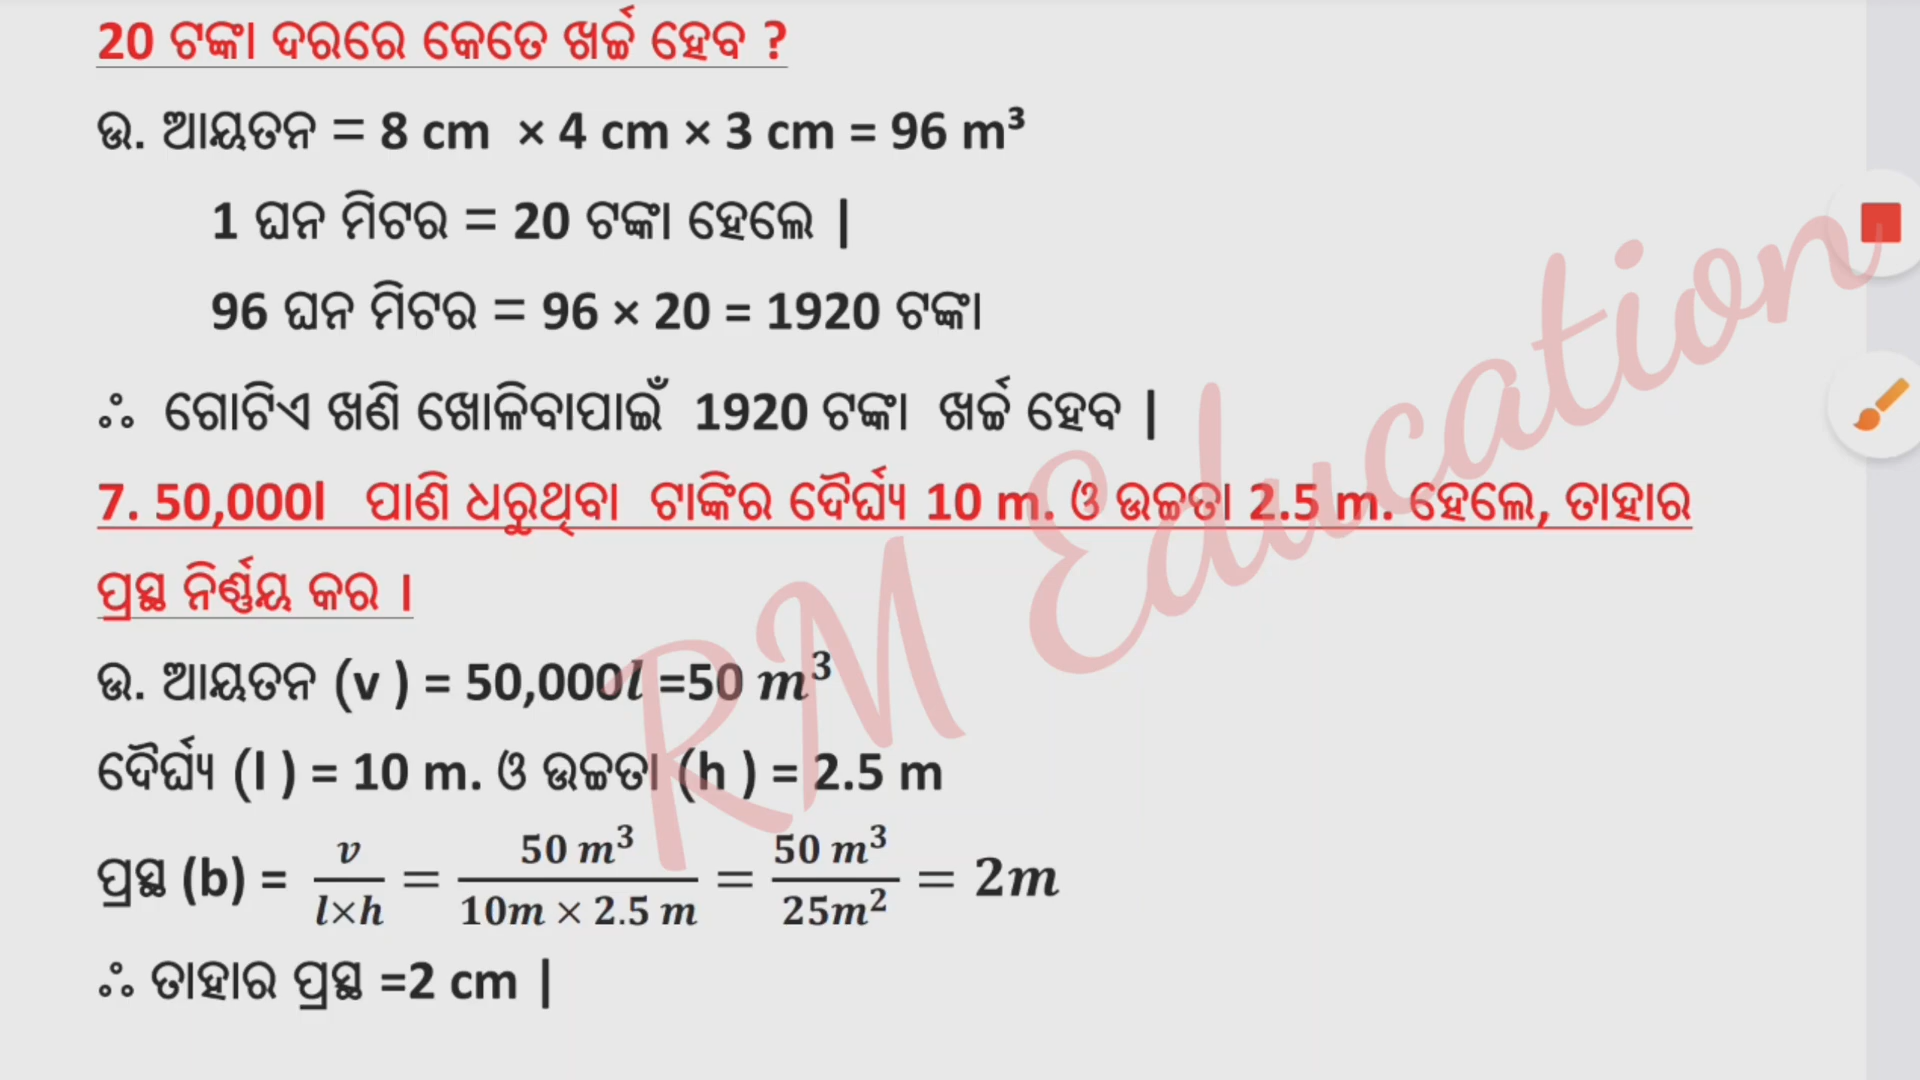 20 ଟଙ୍କା ଦରରେ କେତେ ଖର୍ଚ୍ଚ ହେବ ?
ଉ. ଆୟତନ = 8 cm × 4 cm × 3 cm = 96 m³
1 ଘନ ମିଟର = 20 ଟଙ୍କା ହେଲେ |
96 ଘନ ମିଟର = 96 × 20 = 1920 ଟଙ୍କା
ஃ ଗୋଟିଏ ଖଣି ଖୋଳିବାପାଇଁ 1920 ଟଙ୍କା ଖର୍ଚ୍ଚ ହେବ |
7. 50,000l ପାଣି ଧରୁଥିବା ଟାଙ୍କିର ଦୈର୍ଘ୍ୟ 10 m. ଓ ଉଚ୍ଚତା 2.5 m. ହେଲେ, ତାହାର
ପ୍ରସ୍ଥ ନିର୍ଣ୍ଣୟ କର ।
ଉ. ଆୟତନ (v ) = 50,000l =50 m³
ଦୈର୍ଘ୍ୟ (l ) = 10 m. ଓ ଉଚ୍ଚତା (h ) = 2.5 m
ପ୍ରସ୍ଥ (b) = v/l×h = 50 m³/10m × 2.5 m = 50 m³/25m² = 2m
ஃ ତାହାର ପ୍ରସ୍ଥ =2 cm |
RM Education